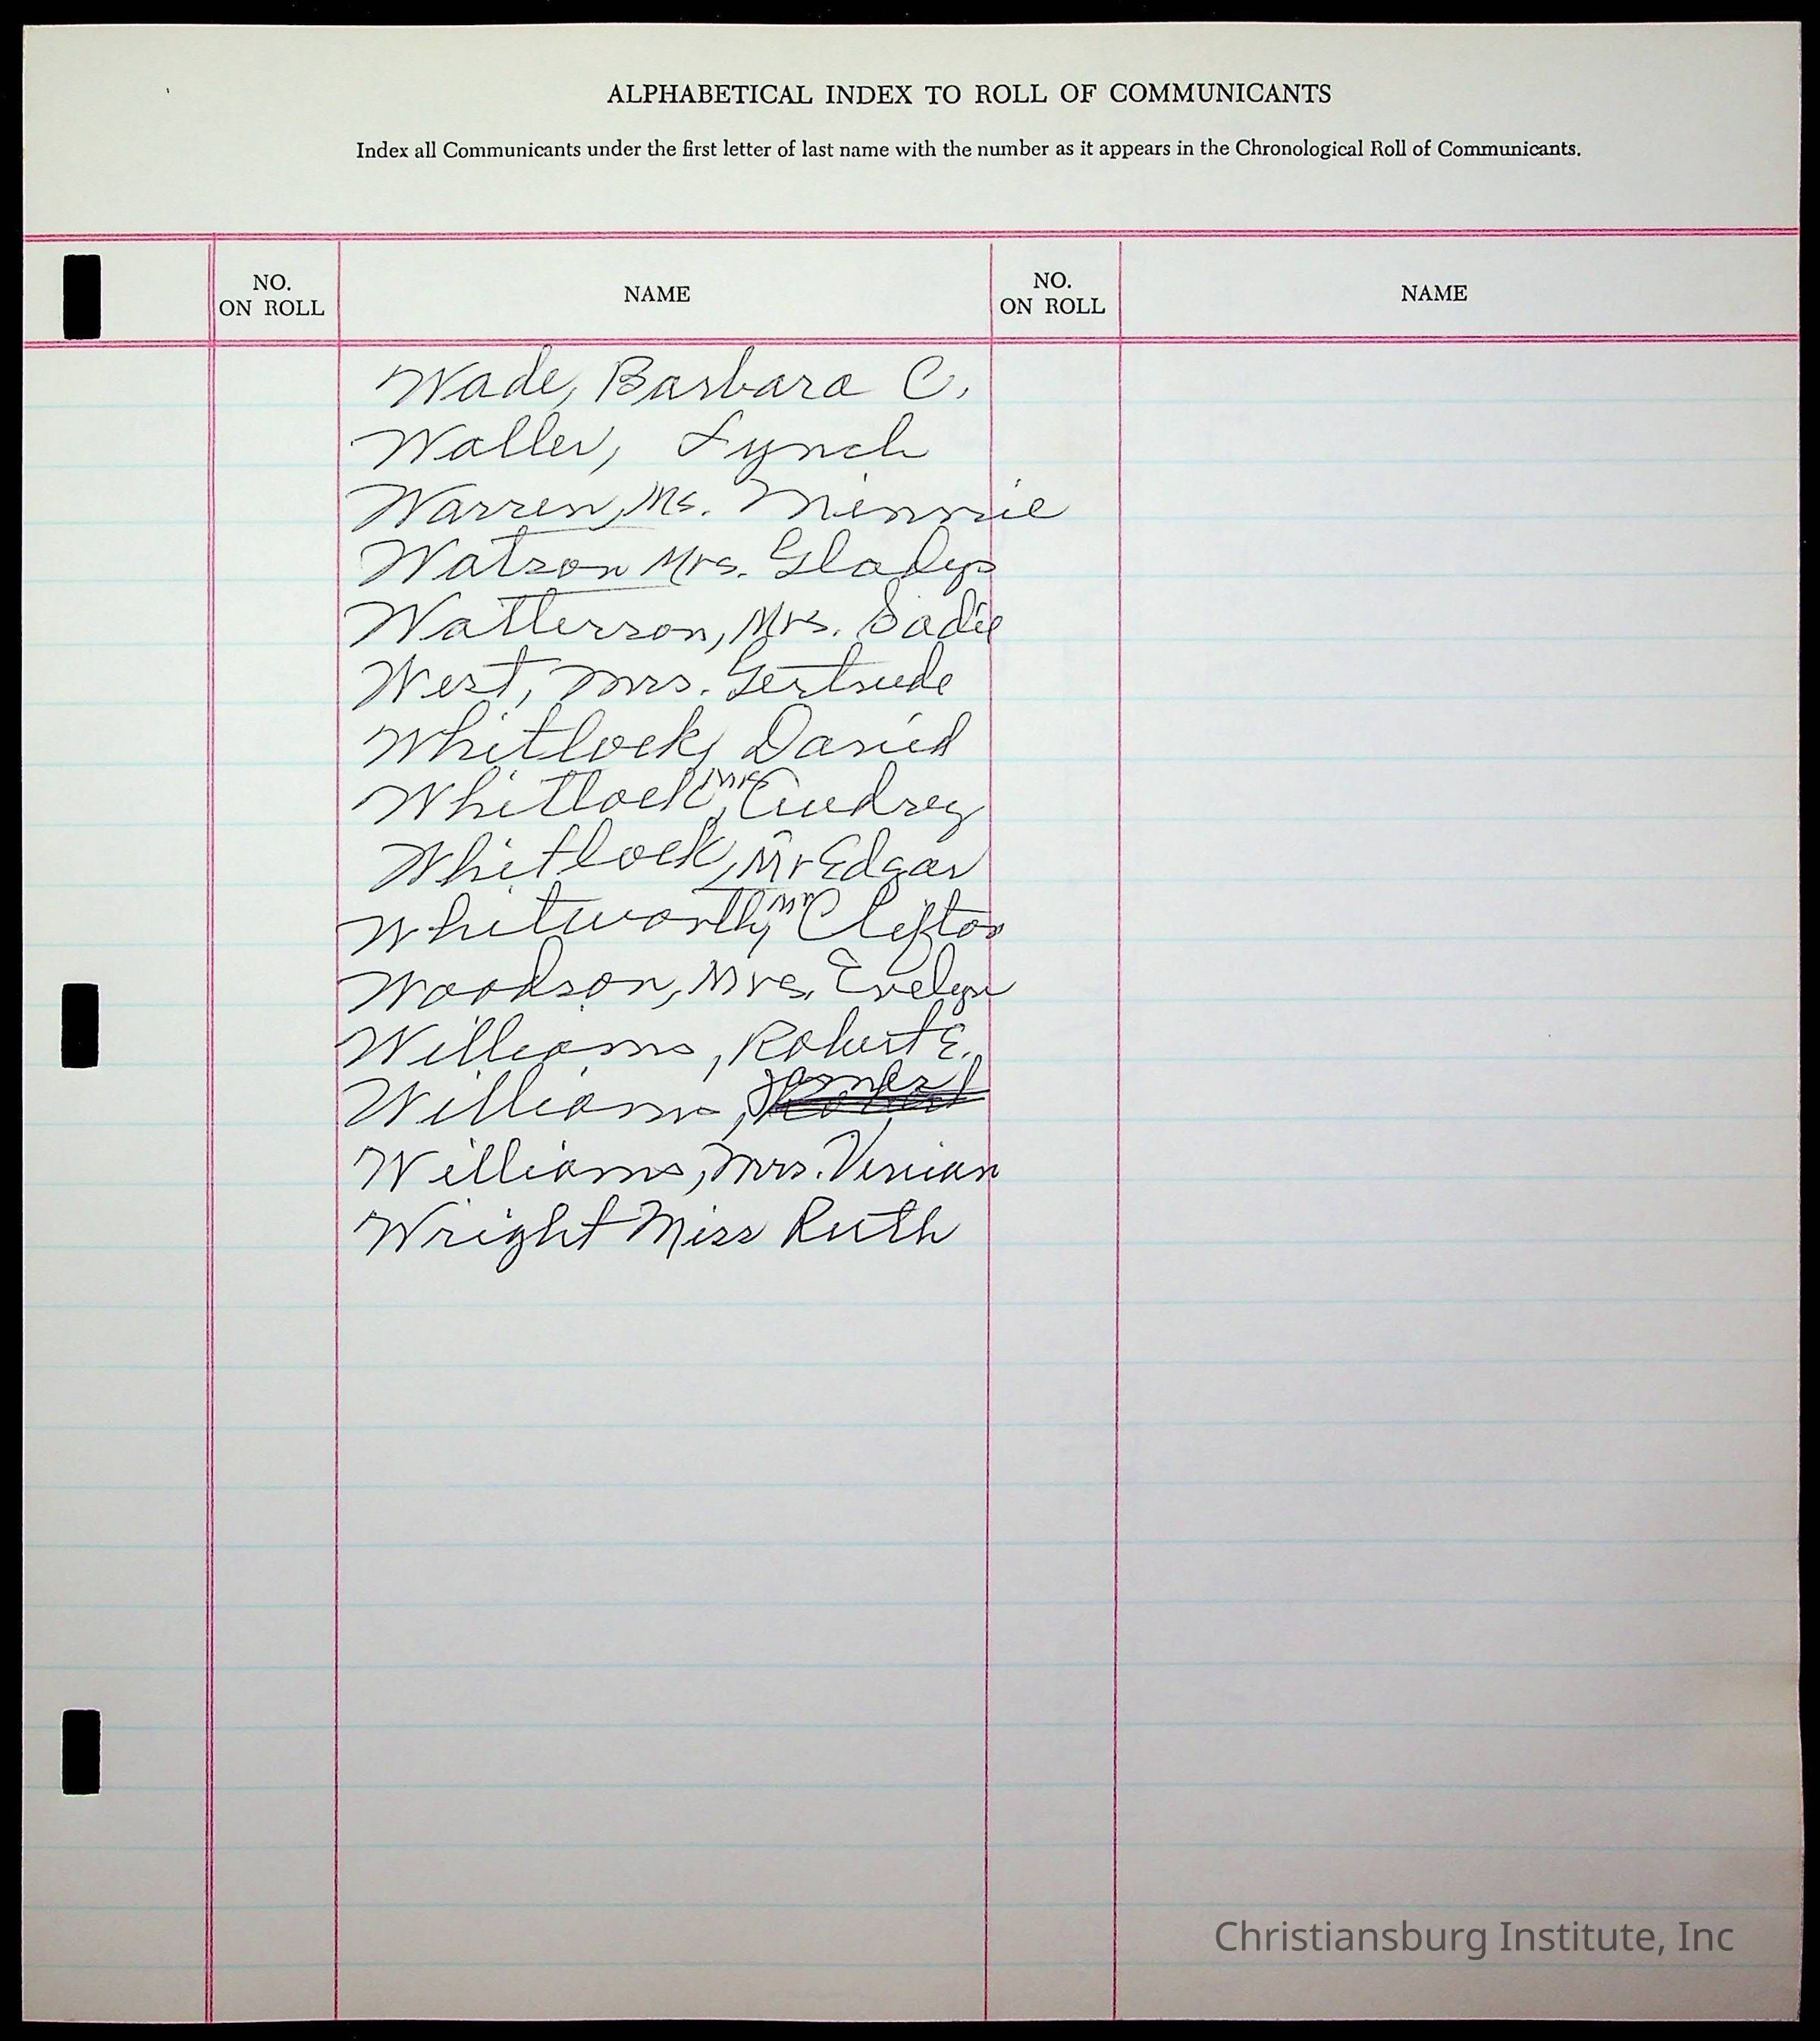 ALPHABETICAL INDEX TO ROLL OF COMMUNICANTS
Index all Communicants under the first letter of last name with the number as it appears in the Chronological Roll of Communicants.
NO. ON ROLL NAME NO. ON ROLL NAME
Wade, Barbara C.
Waller, Lynch
Warren, Ms. Minnie
Watson Mrs. Gladys
Watterson, Mrs. Sadie
West, Mrs. Gertrude
Whitlock, David
Whitlock, Audrey
Whitlock, Mr Edgar
Whitworth, Mr Clifton
Woodson, Mrs. Evelyn
Williams, Robert E.
Williams, James
Williams, Mrs. Vivian
Wright Miss Ruth
Christiansburg Institute, Inc